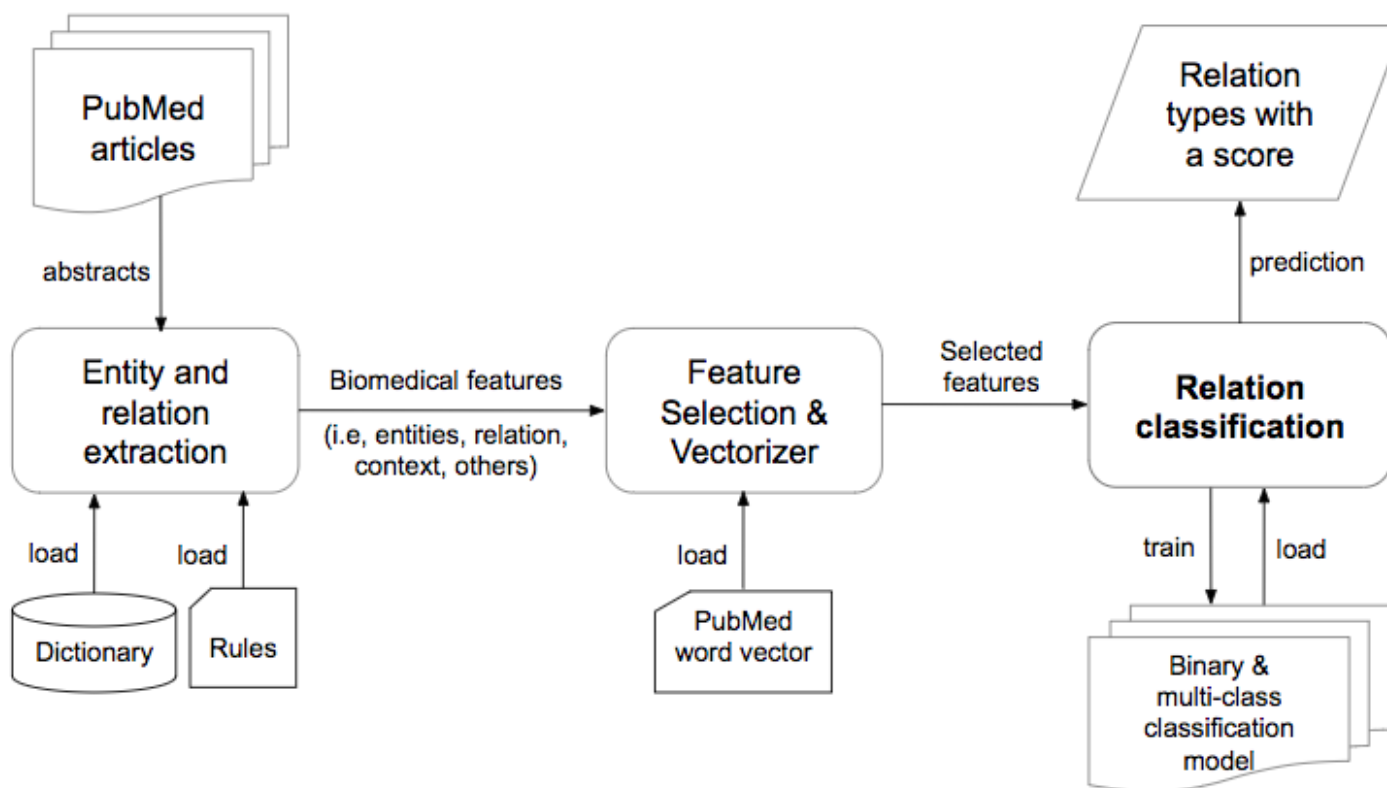 PubMed
articles
Relation
types with
a score
abstracts
prediction
Entity and
relation
extraction
Biomedical features
(i.e, entities, relation,
context, others)
Feature
Selection &
Vectorizer
Selected
features
Relation
classification
load
load
load
train
load
Dictionary
Rules
PubMed
word vector
Binary &
multi-class
classification
model